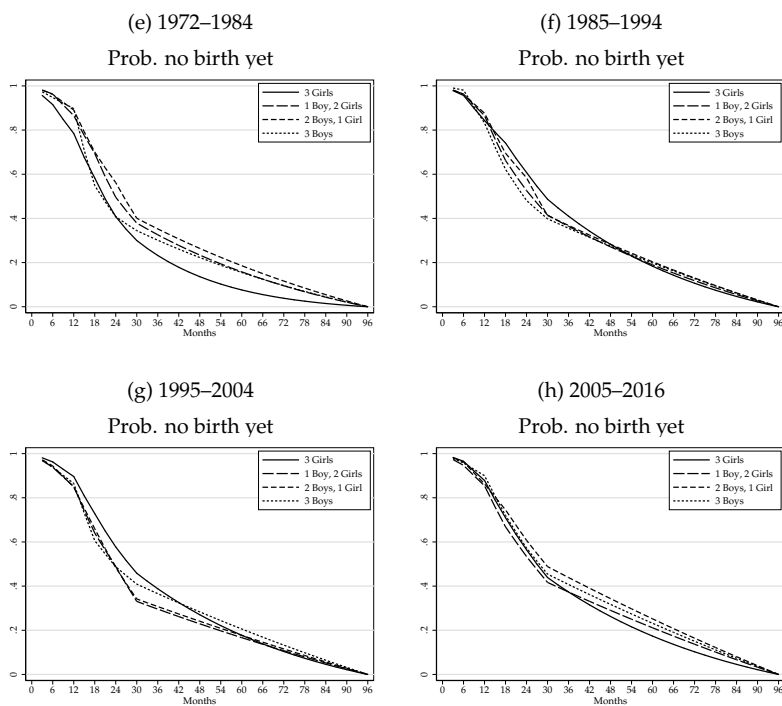 (e) 1972–1984
Prob. no birth yet
3 Girls
1 Boy, 2 Girls
2 Boys, 1 Girl
3 Boys
1
.8
.6
.4
.2
0
0 6 12 18 24 30 36 42 48 54 60 66 72 78 84 90 96
Months
(f) 1985–1994
Prob. no birth yet
3 Girls
1 Boy, 2 Girls
2 Boys, 1 Girl
3 Boys
1
.8
.6
.4
.2
0
0 6 12 18 24 30 36 42 48 54 60 66 72 78 84 90 96
Months
(g) 1995–2004
Prob. no birth yet
3 Girls
1 Boy, 2 Girls
2 Boys, 1 Girl
3 Boys
1
.8
.6
.4
.2
0
0 6 12 18 24 30 36 42 48 54 60 66 72 78 84 90 96
Months
(h) 2005–2016
Prob. no birth yet
3 Girls
1 Boy, 2 Girls
2 Boys, 1 Girl
3 Boys
1
.8
.6
.4
.2
0
0 6 12 18 24 30 36 42 48 54 60 66 72 78 84 90 96
Months